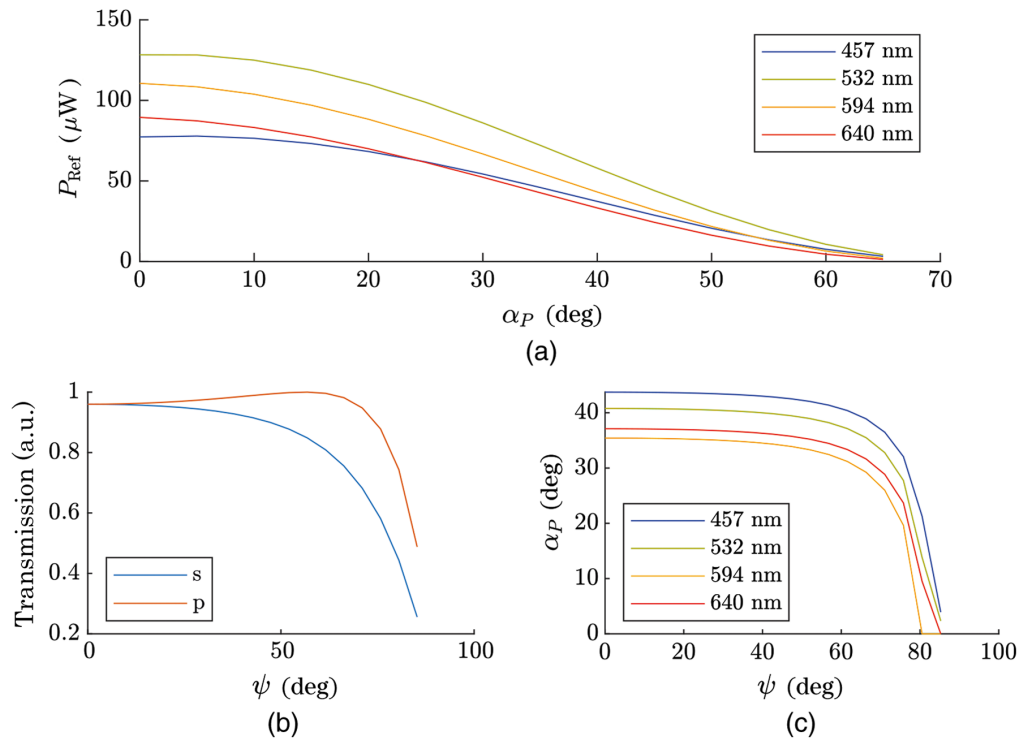 150
100
50
0
P_Ref (μW)
457 nm
532 nm
594 nm
640 nm
0 10 20 30 40 50 60 70
α_P (deg)
(a)
1
0.8
0.6
0.4
0.2
Transmission (a.u.)
s
p
0 50 100
ψ (deg)
(b)
40
30
20
10
0
α_P (deg)
457 nm
532 nm
594 nm
640 nm
0 20 40 60 80 100
ψ (deg)
(c)